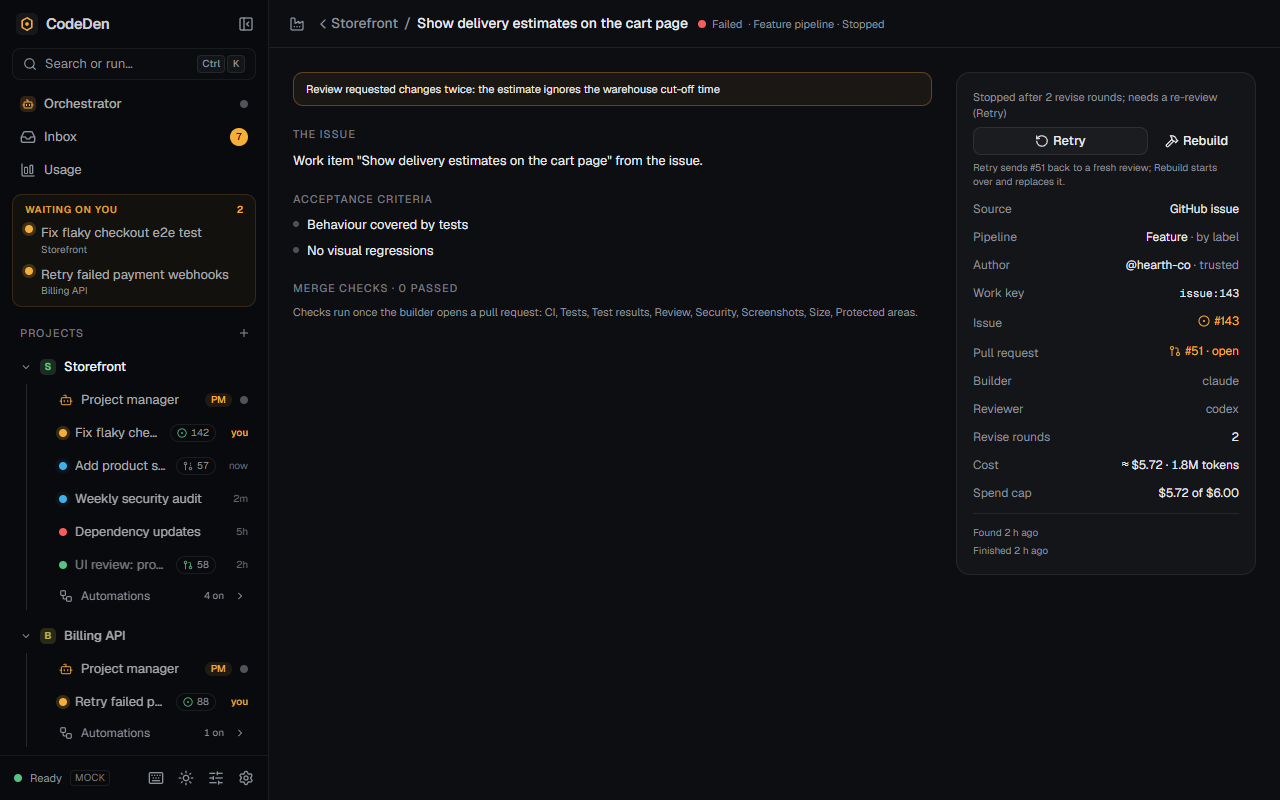 CodeDen
Search or run... Ctrl K
Orchestrator
Inbox 7
Usage
WAITING ON YOU 2
Fix flaky checkout e2e test
Storefront
Retry failed payment webhooks
Billing API
PROJECTS
S Storefront
Project manager PM
Fix flaky che... 142 you
Add product s... 57 now
Weekly security audit 2m
Dependency updates 5h
UI review: pro... 58 2h
Automations 4 on
B Billing API
Project manager PM
Retry failed p... 88 you
Automations 1 on
Ready MOCK
Storefront / Show delivery estimates on the cart page Failed · Feature pipeline · Stopped
Review requested changes twice: the estimate ignores the warehouse cut-off time
THE ISSUE
Work item "Show delivery estimates on the cart page" from the issue.
ACCEPTANCE CRITERIA
Behaviour covered by tests
No visual regressions
MERGE CHECKS · 0 PASSED
Checks run once the builder opens a pull request: CI, Tests, Test results, Review, Security, Screenshots, Size, Protected areas.
Stopped after 2 revise rounds; needs a re-review
(Retry)
Retry Rebuild
Retry sends #51 back to a fresh review; Rebuild starts
over and replaces it.
Source GitHub issue
Pipeline Feature · by label
Author @hearth-co · trusted
Work key issue:143
Issue #143
Pull request #51 · open
Builder claude
Reviewer codex
Revise rounds 2
Cost ≈ $5.72 · 1.8M tokens
Spend cap $5.72 of $6.00
Found 2 h ago
Finished 2 h ago